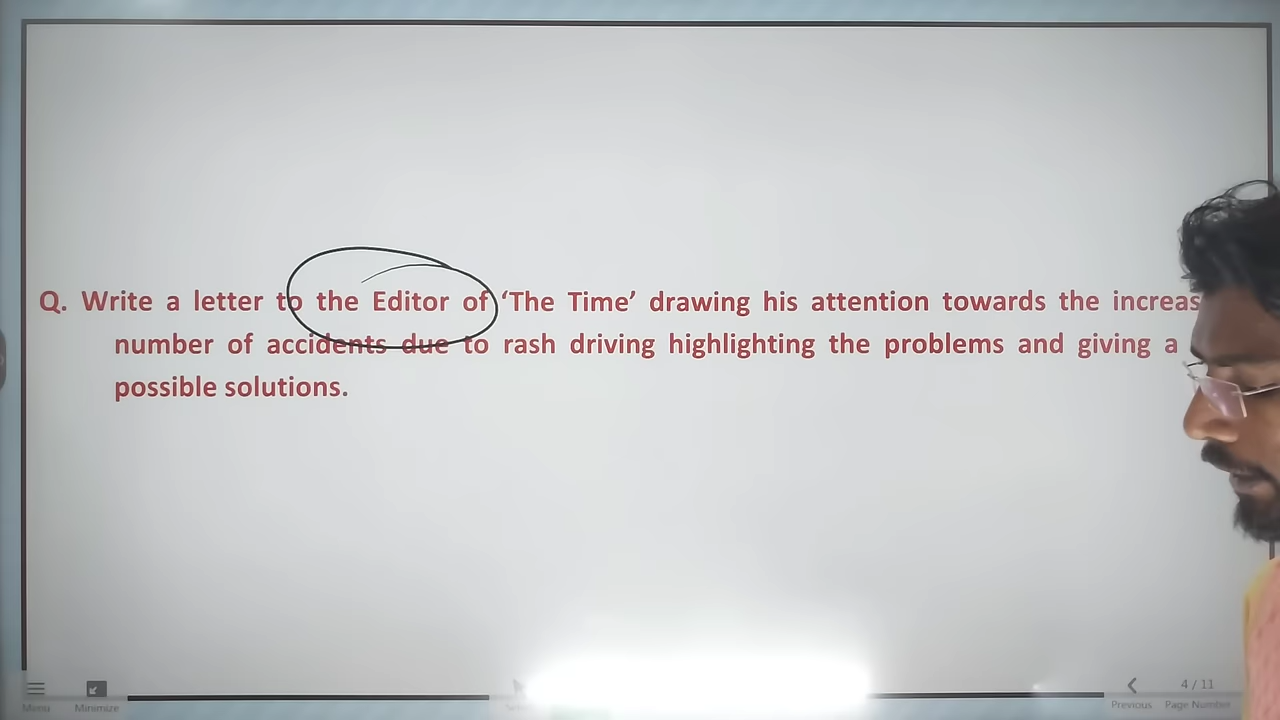 Q. Write a letter to the Editor of ‘The Time’ drawing his attention towards the
number of accidents due to rash driving highlighting the problems and giving a
possible solutions.
4 / 11
Menu
Minimize
Previous
Page Number